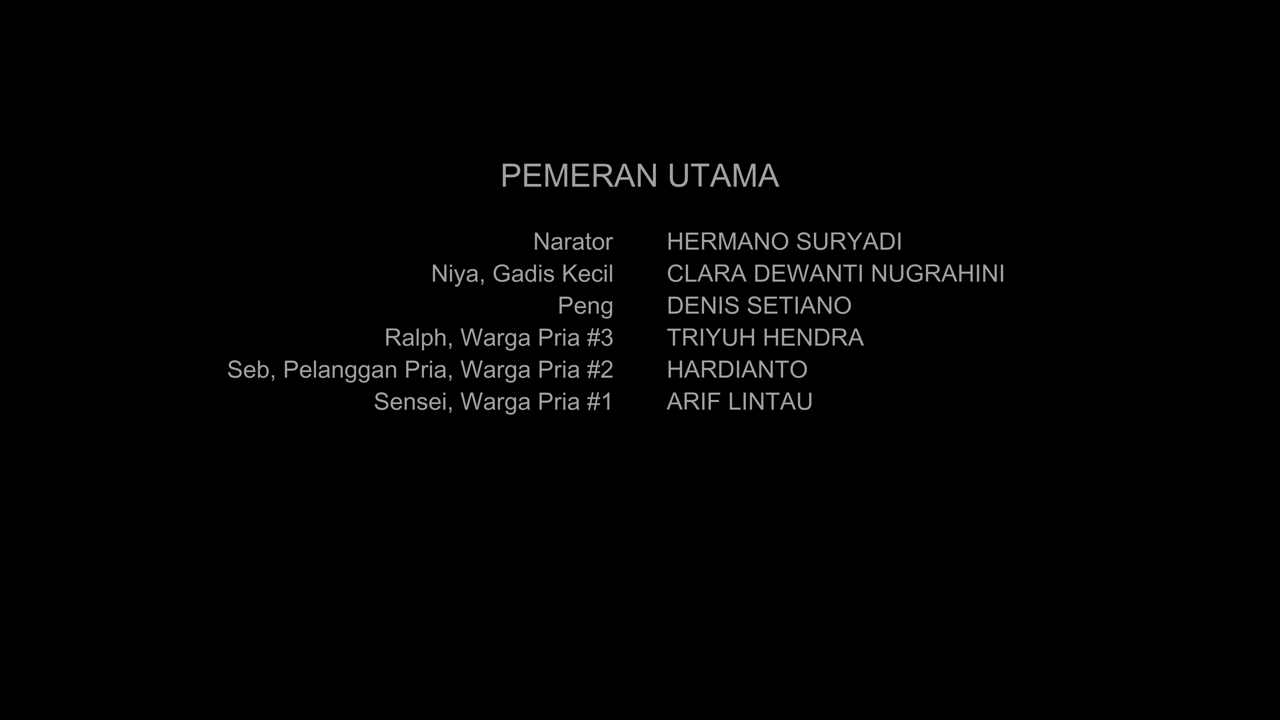 PEMERAN UTAMA
Narator HERMANO SURYADI
Niya, Gadis Kecil CLARA DEWANTI NUGRAHINI
Peng DENIS SETIANO
Ralph, Warga Pria #3 TRIYUH HENDRA
Seb, Pelanggan Pria, Warga Pria #2 HARDIANTO
Sensei, Warga Pria #1 ARIF LINTAU